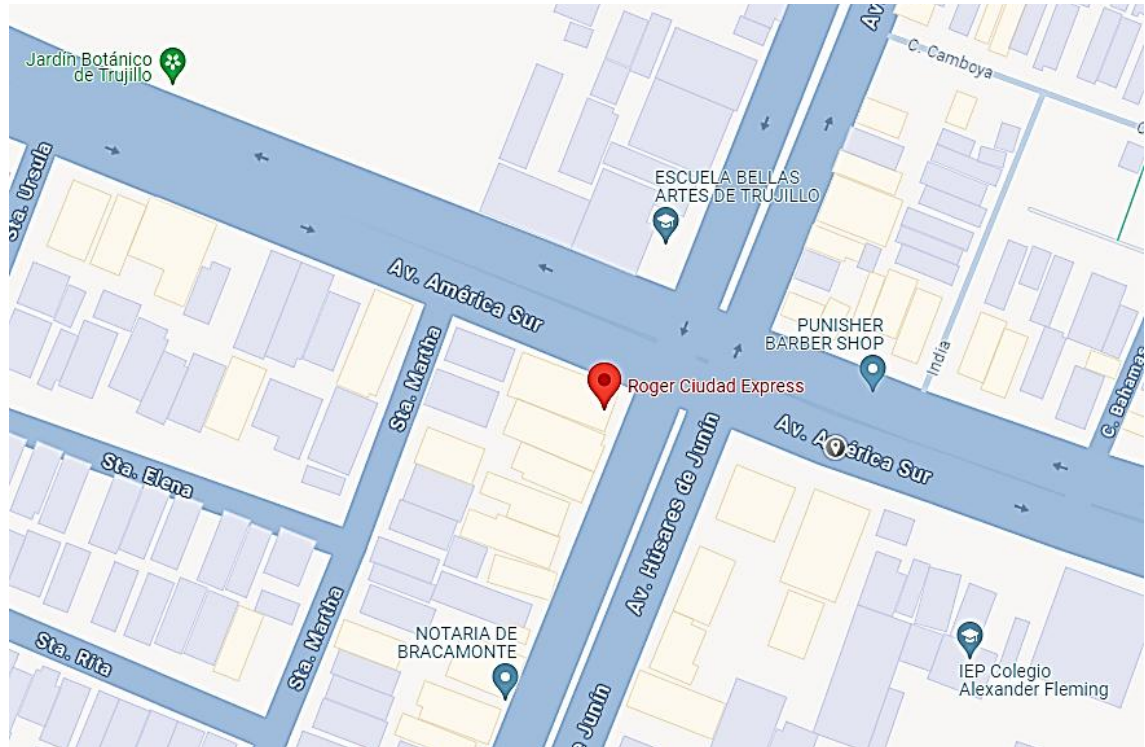 Av
C. Camboya
C
Jardín Botánico
de Trujillo
Sta. Ursula
ESCUELA BELLAS
ARTES DE TRUJILLO
Av. América Sur
PUNISHER
BARBER SHOP
India
C. Bahamas
Roger Ciudad Express
Sta. Martha
Av. América Sur
Sta. Elena
Av. Húsares de Junín
Sta. Martha
NOTARIA DE
BRACAMONTE
Sta. Rita
IEP Colegio
Alexander Fleming
e Junín